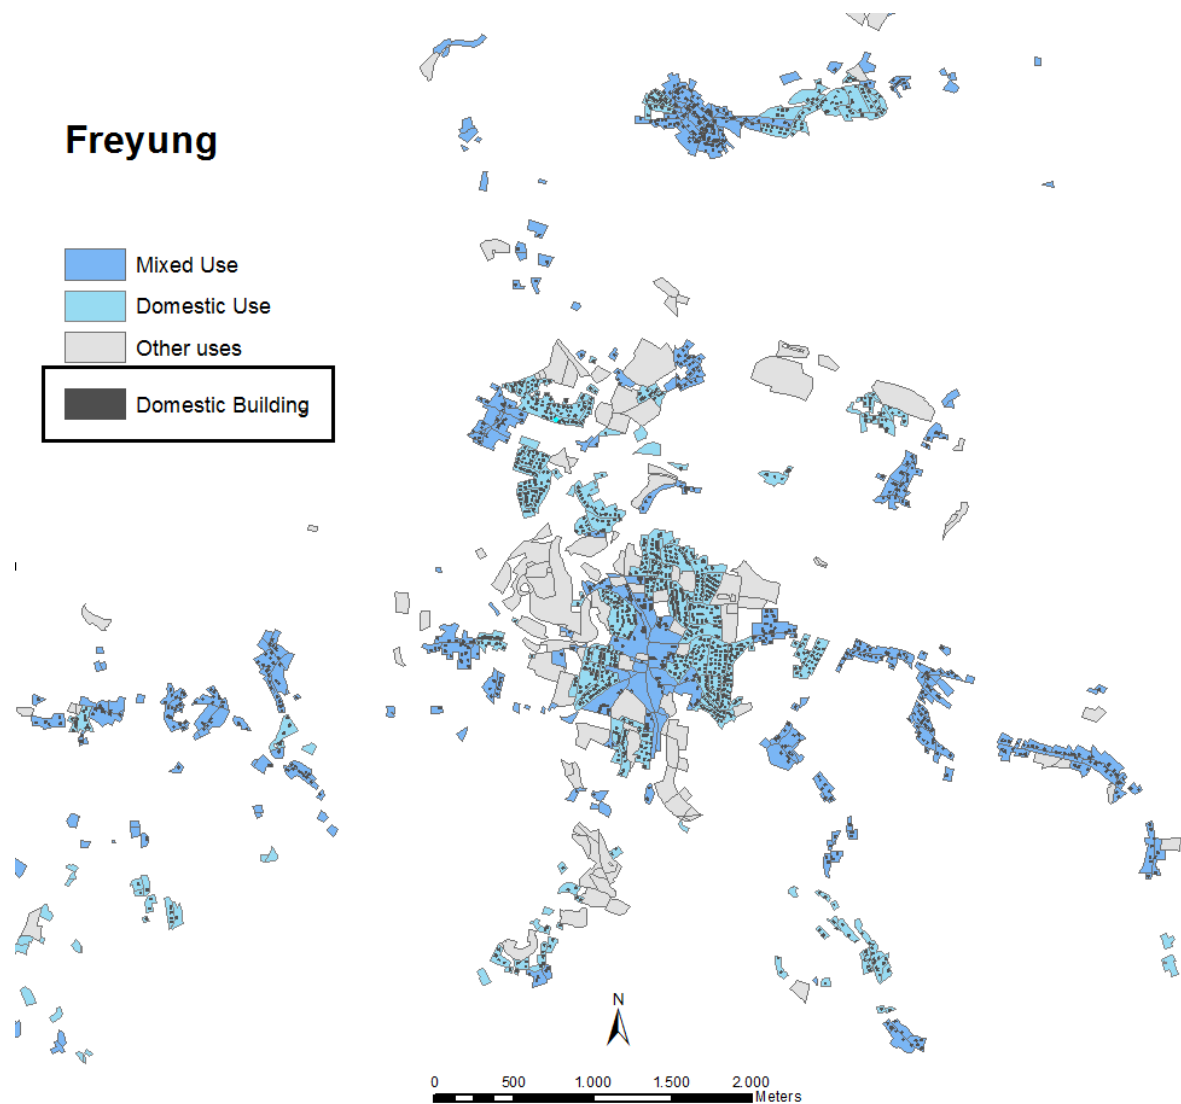 Freyung
Mixed Use
Domestic Use
Other uses
Domestic Building
N
0 500 1.000 1.500 2.000
Meters